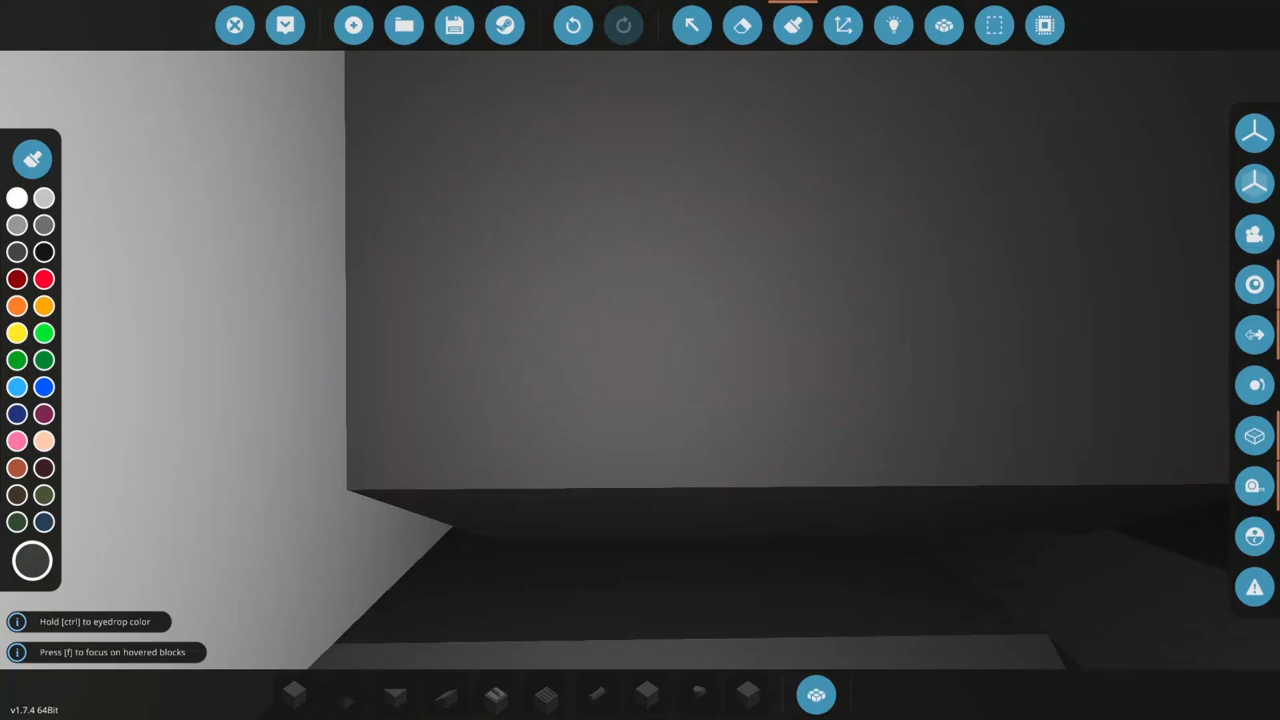 Hold [ctrl] to eyedrop color
Press [f] to focus on hovered blocks
v1.7.4 64Bit